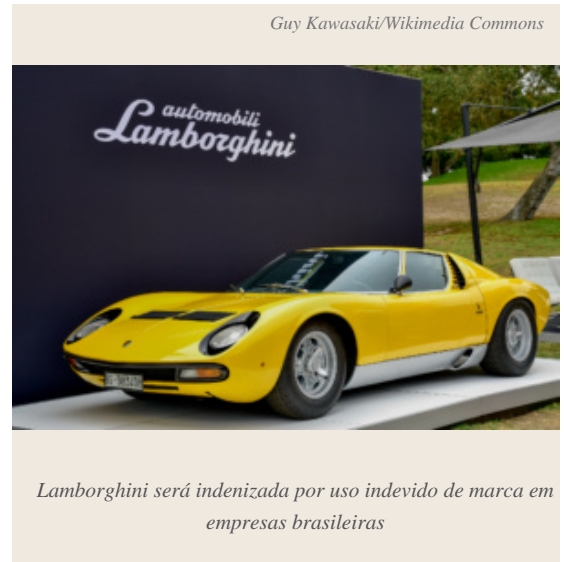 Guy Kawasaki/Wikimedia Commons
automobili
Lamborghini
Lamborghini será indenizada por uso indevido de marca em
empresas brasileiras